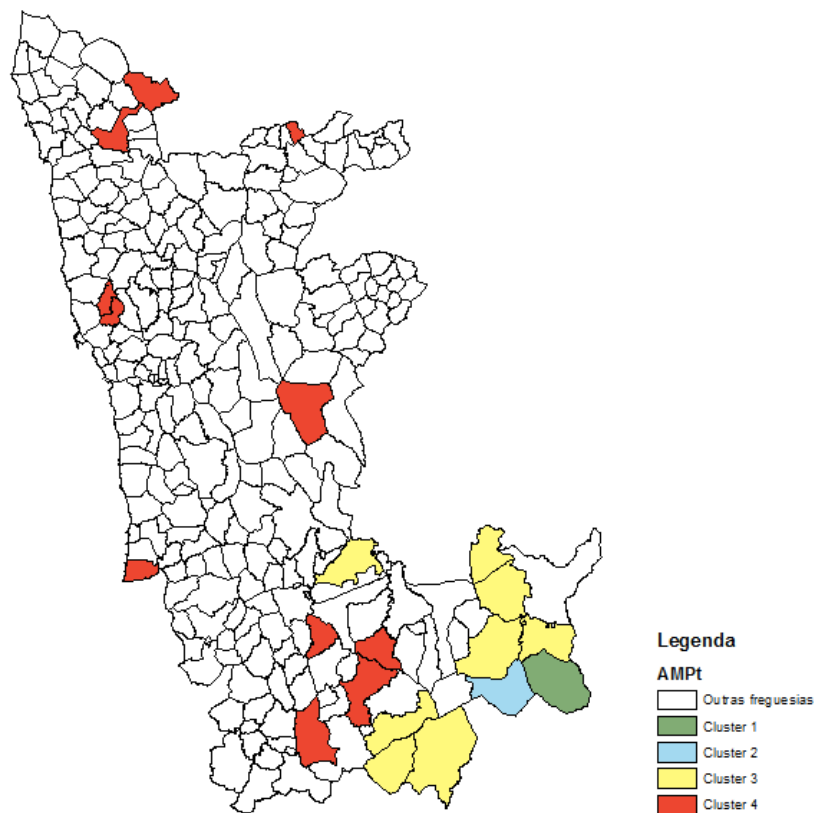 Legenda
AMPt
Outras freguesias
Cluster 1
Cluster 2
Cluster 3
Cluster 4